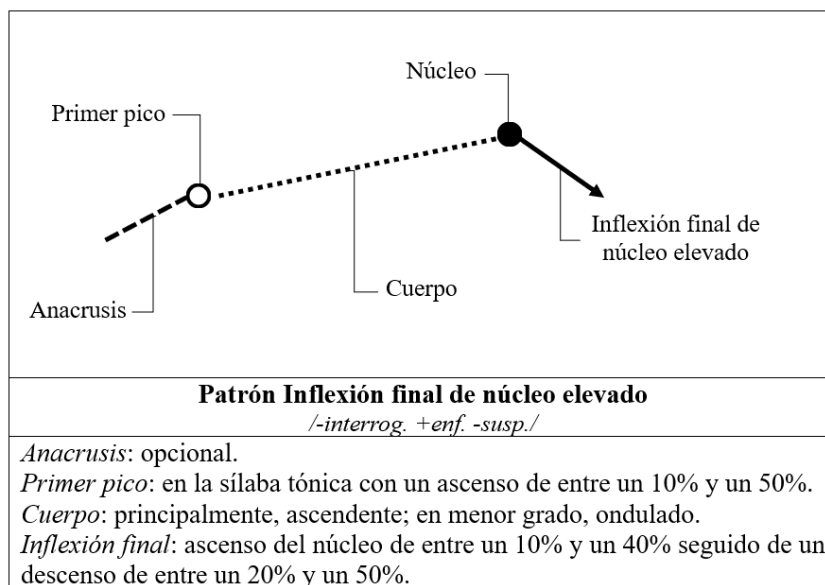 Núcleo
Primer pico
Inflexión final de
núcleo elevado
Cuerpo
Anacrusis
Patrón Inflexión final de núcleo elevado
/-interrog. +enf. -susp./
Anacrusis: opcional.
Primer pico: en la sílaba tónica con un ascenso de entre un 10% y un 50%.
Cuerpo: principalmente, ascendente; en menor grado, ondulado.
Inflexión final: ascenso del núcleo de entre un 10% y un 40% seguido de un
descenso de entre un 20% y un 50%.